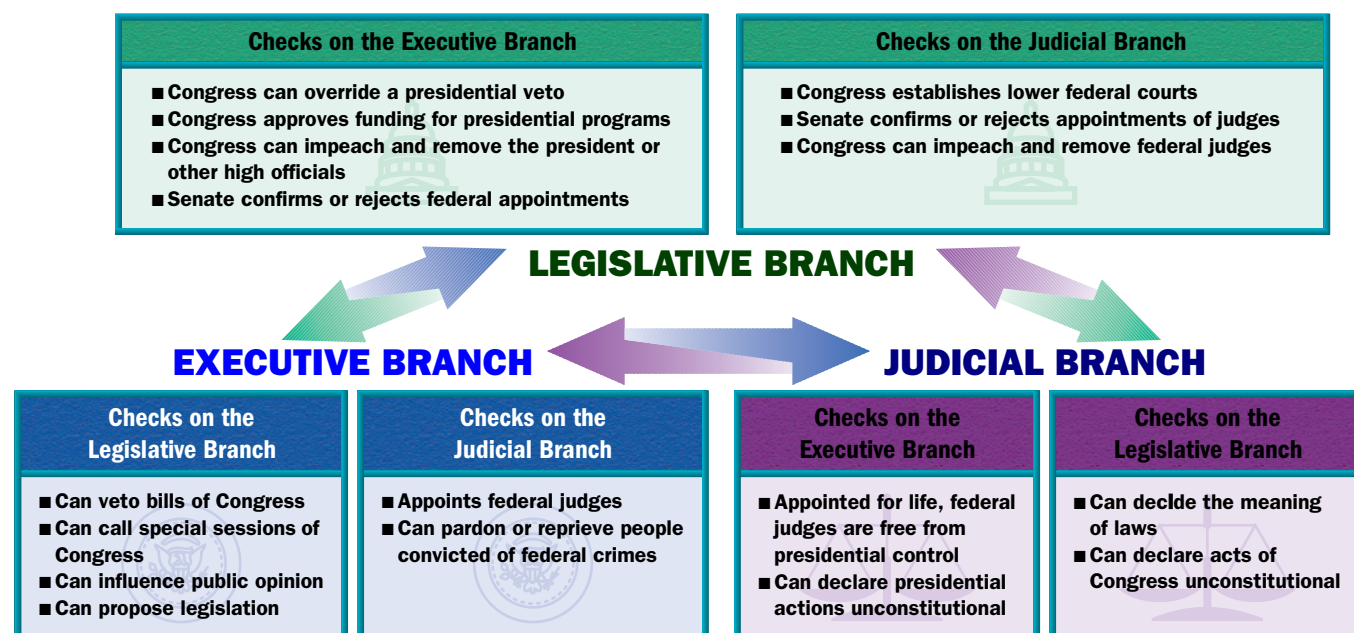 Checks on the Executive Branch
■ Congress can override a presidential veto
■ Congress approves funding for presidential programs
■ Congress can impeach and remove the president or
other high officials
■ Senate confirms or rejects federal appointments
Checks on the Judicial Branch
■ Congress establishes lower federal courts
■ Senate confirms or rejects appointments of judges
■ Congress can impeach and remove federal judges
LEGISLATIVE BRANCH
EXECUTIVE BRANCH
JUDICIAL BRANCH
Checks on the
Legislative Branch
■ Can veto bills of Congress
■ Can call special sessions of
Congress
■ Can influence public opinion
■ Can propose legislation
Checks on the
Judicial Branch
■ Appoints federal judges
■ Can pardon or reprieve people
convicted of federal crimes
Checks on the
Executive Branch
■ Appointed for life, federal
judges are free from
presidential control
■ Can declare presidential
actions unconstitutional
Checks on the
Legislative Branch
■ Can decide the meaning
of laws
■ Can declare acts of
Congress unconstitutional